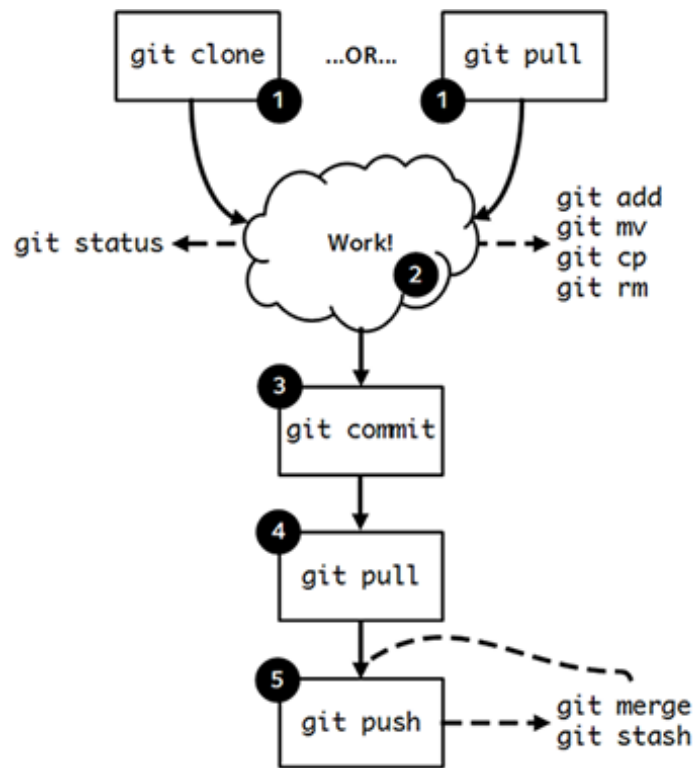 git clone
...OR...
git pull
1
1
git status
Work!
2
git add
git mv
git cp
git rm
3
git commit
4
git pull
5
git push
git merge
git stash